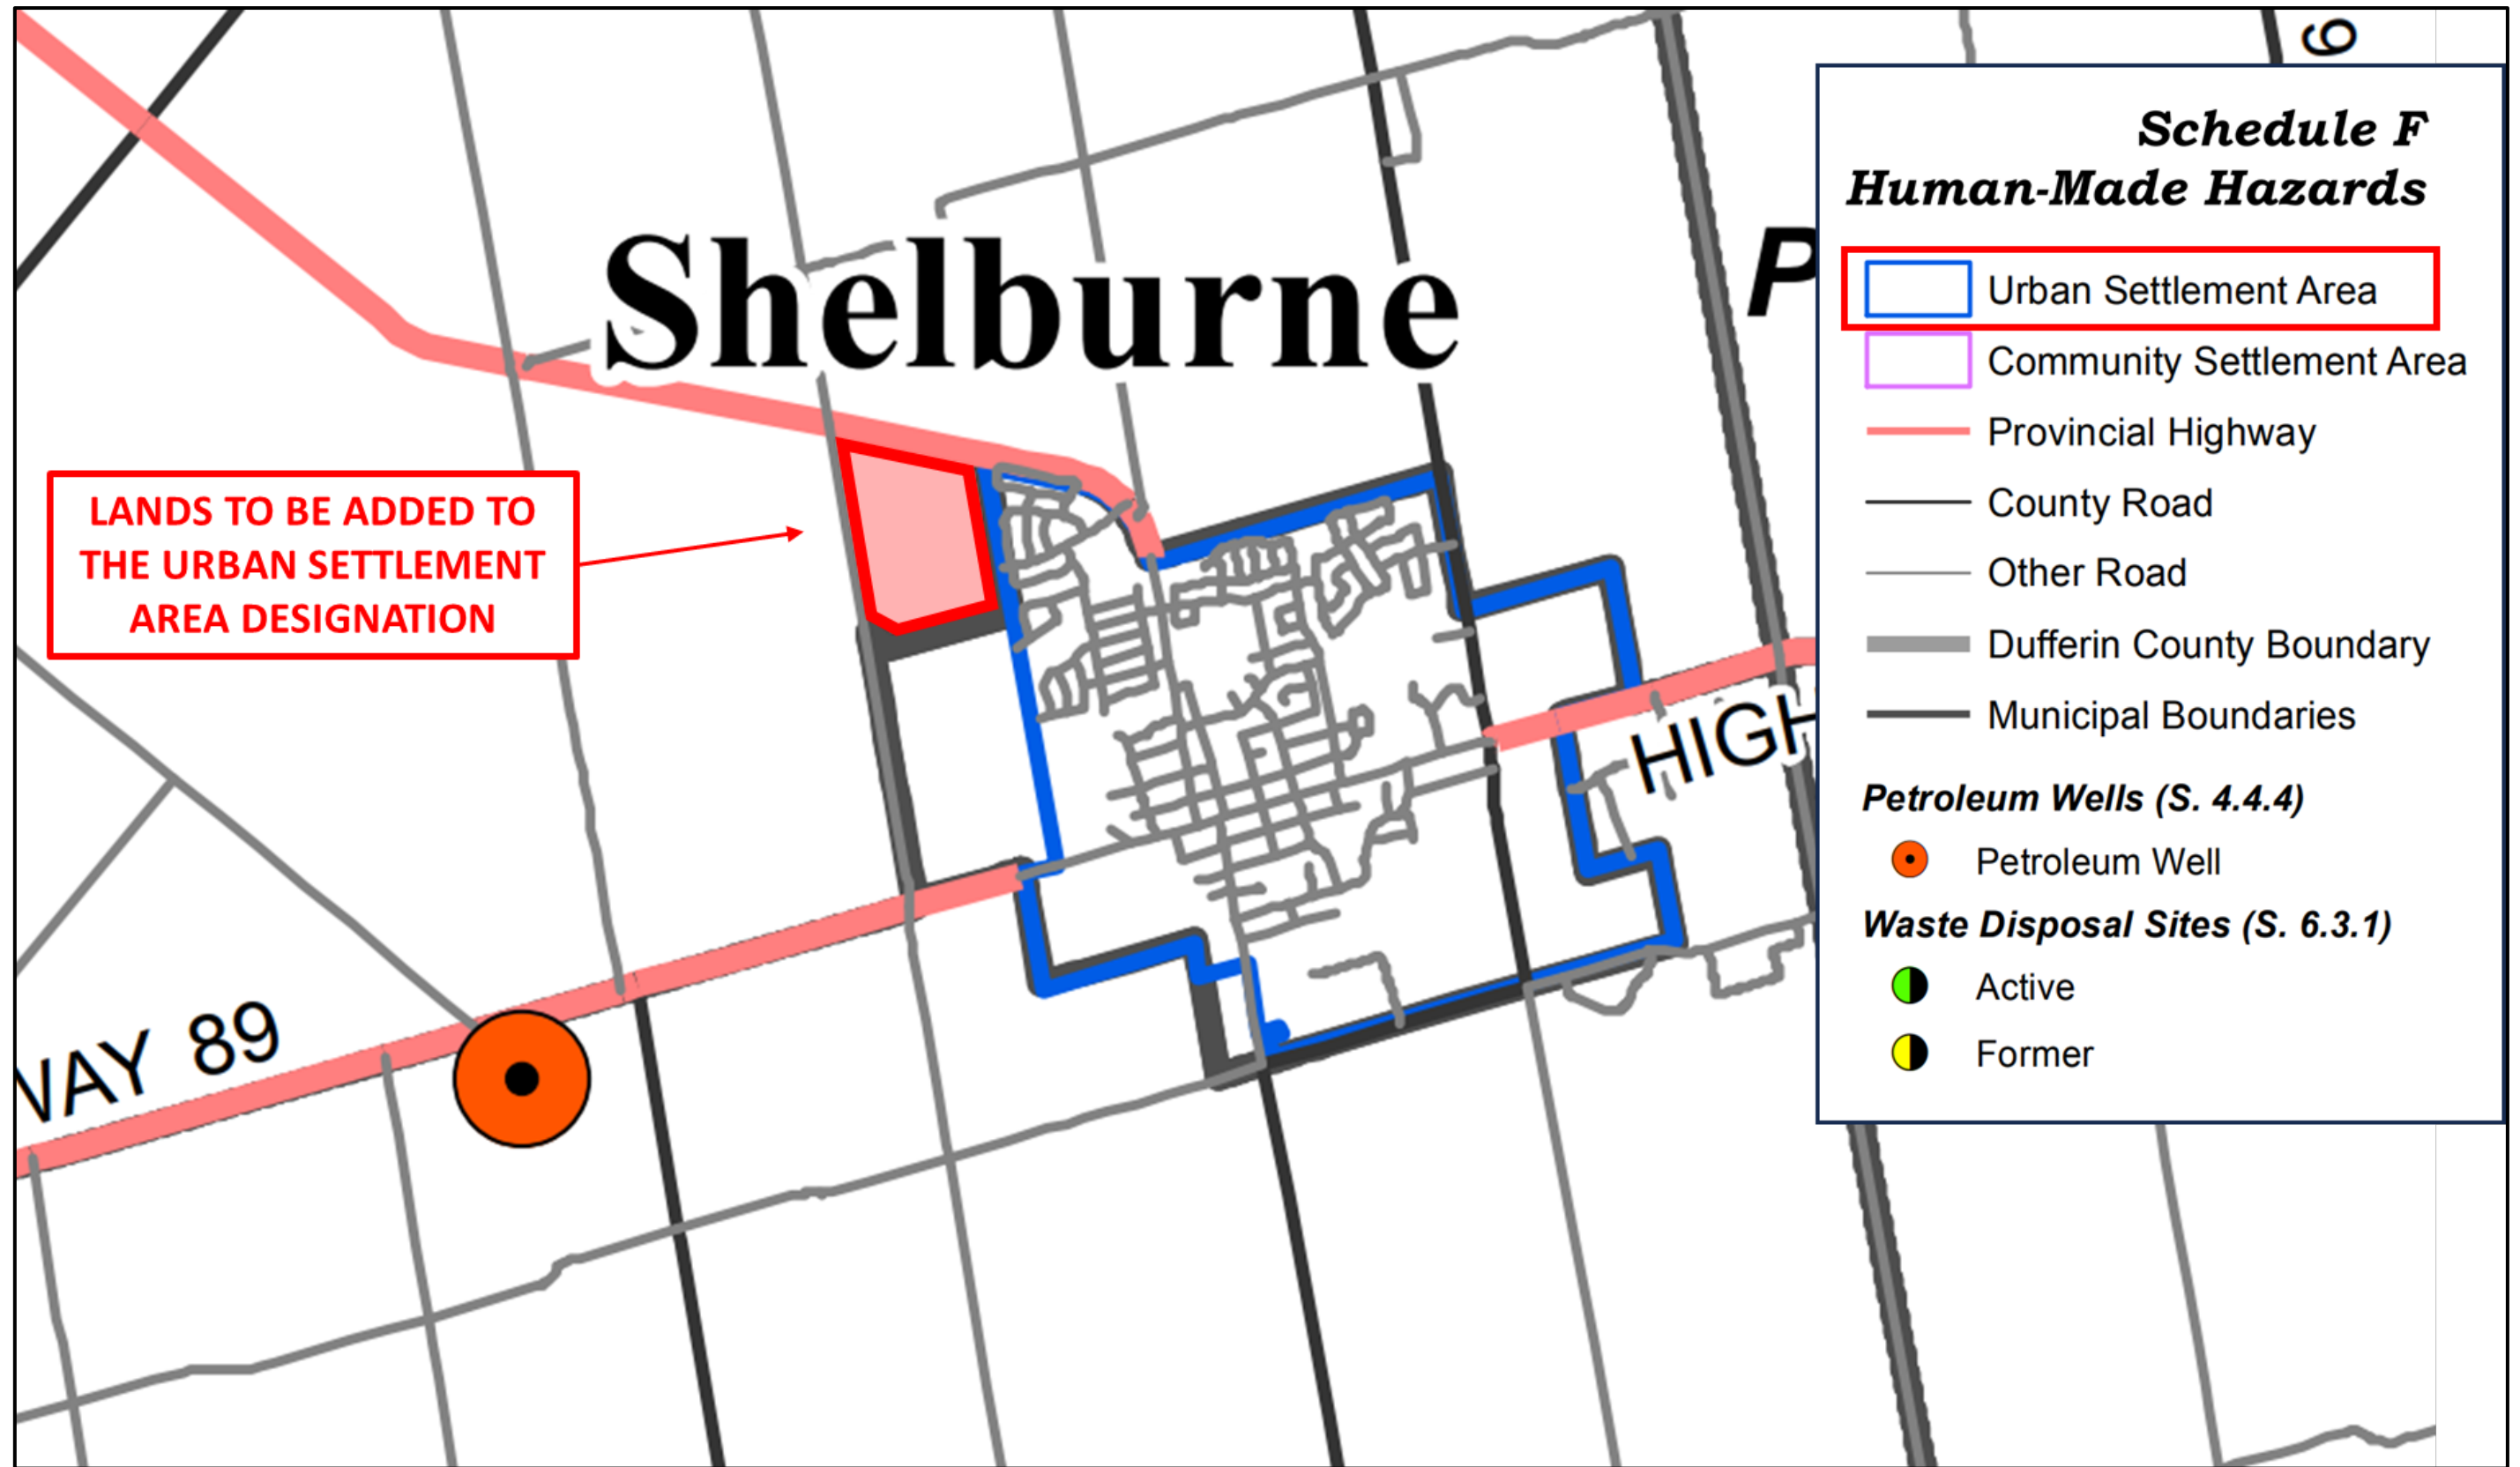 6
Schedule F
Human-Made Hazards
Shelburne
P
Urban Settlement Area
Community Settlement Area
Provincial Highway
County Road
Other Road
Dufferin County Boundary
Municipal Boundaries
Petroleum Wells (S. 4.4.4)
Petroleum Well
Waste Disposal Sites (S. 6.3.1)
Active
Former
LANDS TO BE ADDED TO
THE URBAN SETTLEMENT
AREA DESIGNATION
HIGH
WAY 89